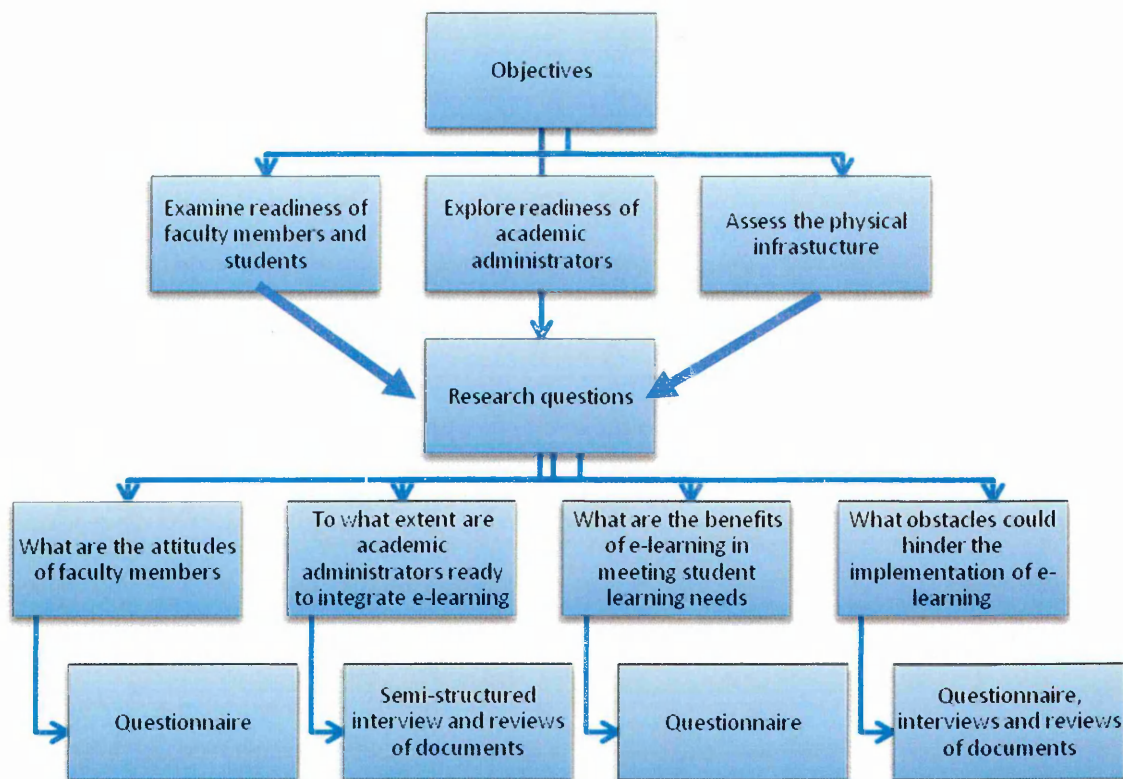 Objectives
Examine readiness of
faculty members and
students
Explore readiness of
academic
administrators
Assess the physical
infrastucture
Research questions
What are the attitudes
of faculty members
To what extent are
academic
administrators ready
to integrate e-learning
What are the benefits
of e-learning in
meeting student
learning needs
What obstacles could
hinder the
implementation of e-
learning
Questionnaire
Semi-structured
interview and reviews
of documents
Questionnaire
Questionnaire,
interviews and reviews
of documents